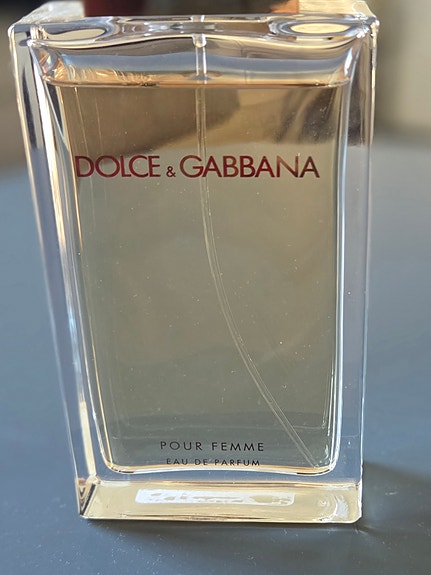 DOLCE & GABBANA
POUR FEMME
EAU DE PARFUM